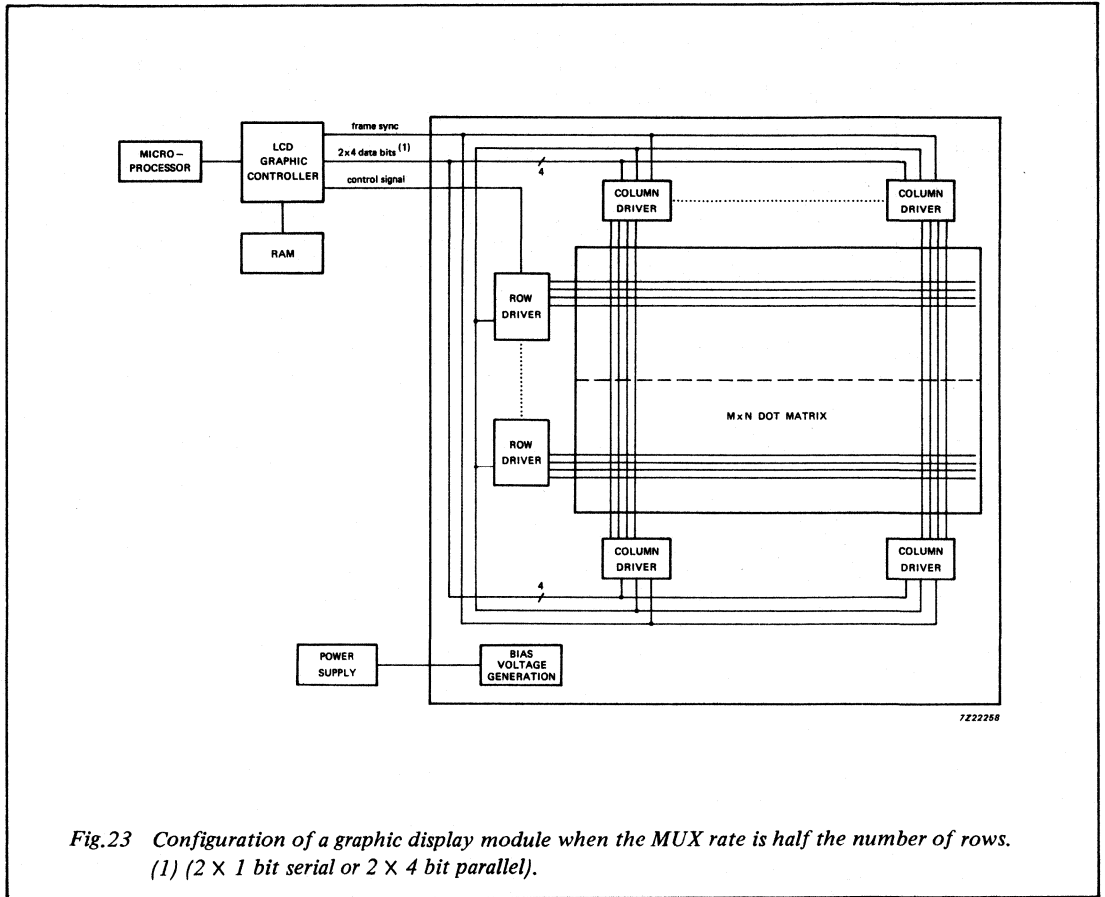 frame sync
MICRO–
PROCESSOR
LCD
GRAPHIC
CONTROLLER
2x4 data bits (1)
control signal
4
RAM
COLUMN
DRIVER
COLUMN
DRIVER
ROW
DRIVER
ROW
DRIVER
MxN DOT MATRIX
COLUMN
DRIVER
COLUMN
DRIVER
4
POWER
SUPPLY
BIAS
VOLTAGE
GENERATION
7Z22258
Fig.23 Configuration of a graphic display module when the MUX rate is half the number of rows.
(1) (2 X 1 bit serial or 2 X 4 bit parallel).